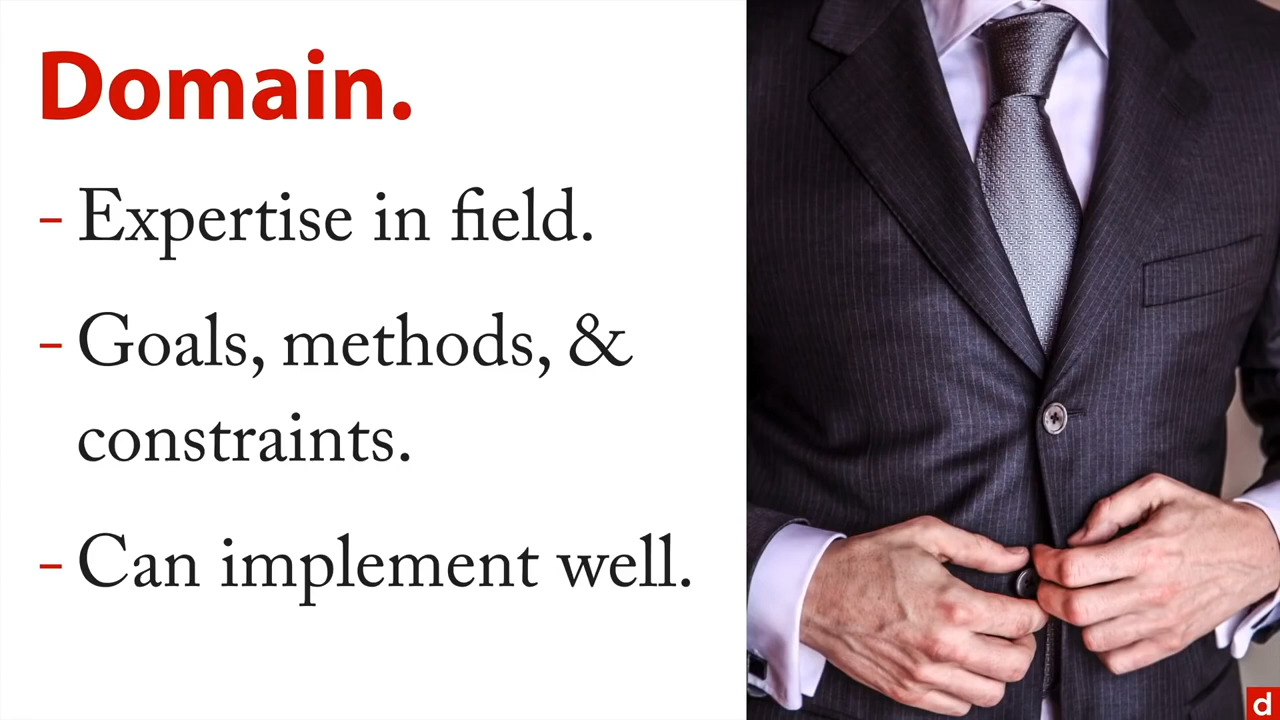 Domain.
- Expertise in field.
- Goals, methods, &
constraints.
- Can implement well.
d